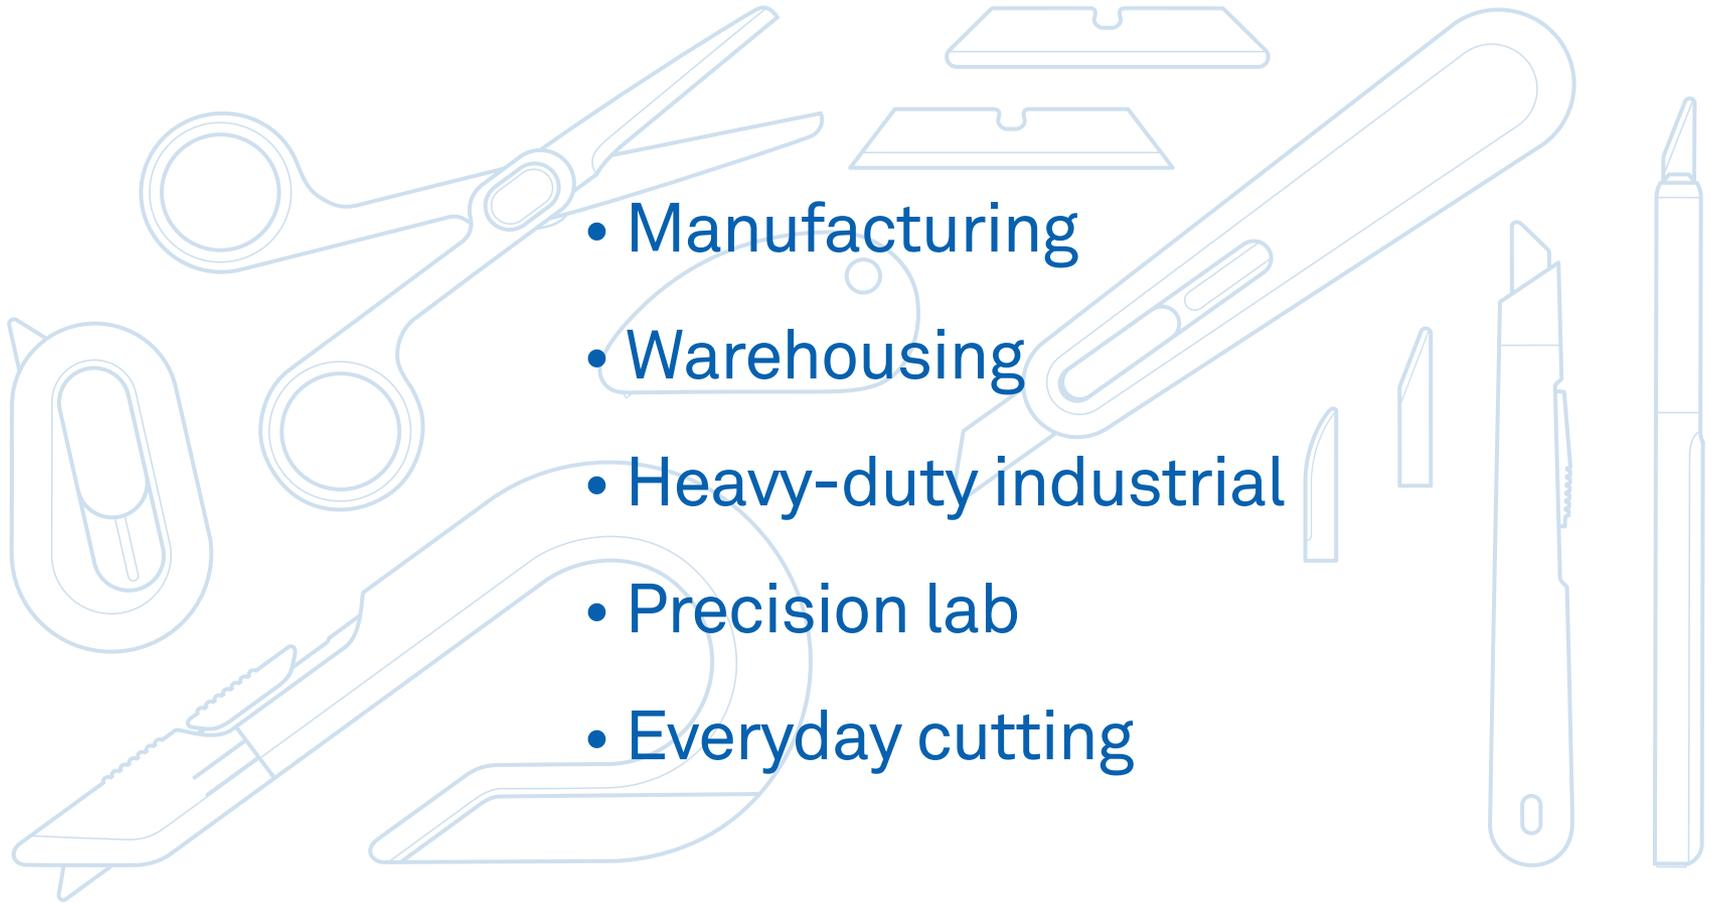 • Manufacturing
• Warehousing
• Heavy-duty industrial
• Precision lab
• Everyday cutting